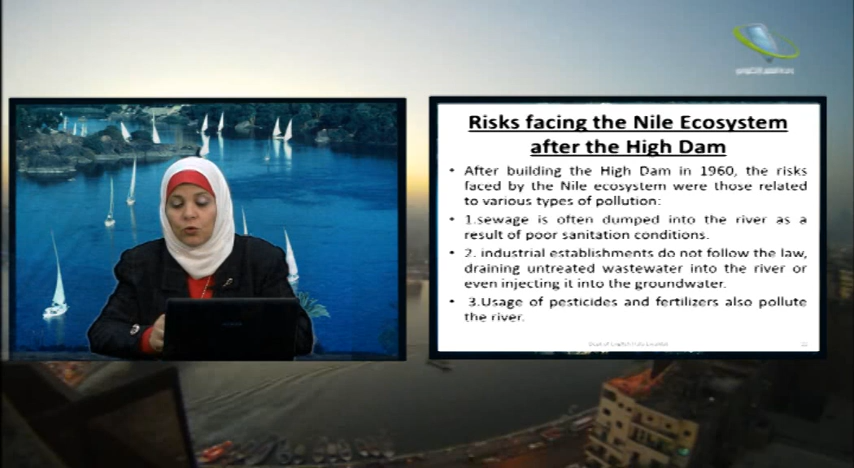 Risks facing the Nile Ecosystem
after the High Dam
• After building the High Dam in 1960, the risks
faced by the Nile ecosystem were those related
to various types of pollution:
• 1.sewage is often dumped into the river as a
result of poor sanitation conditions.
• 2. industrial establishments do not follow the law,
draining untreated wastewater into the river or
even injecting it into the groundwater.
• 3.Usage of pesticides and fertilizers also pollute
the river.